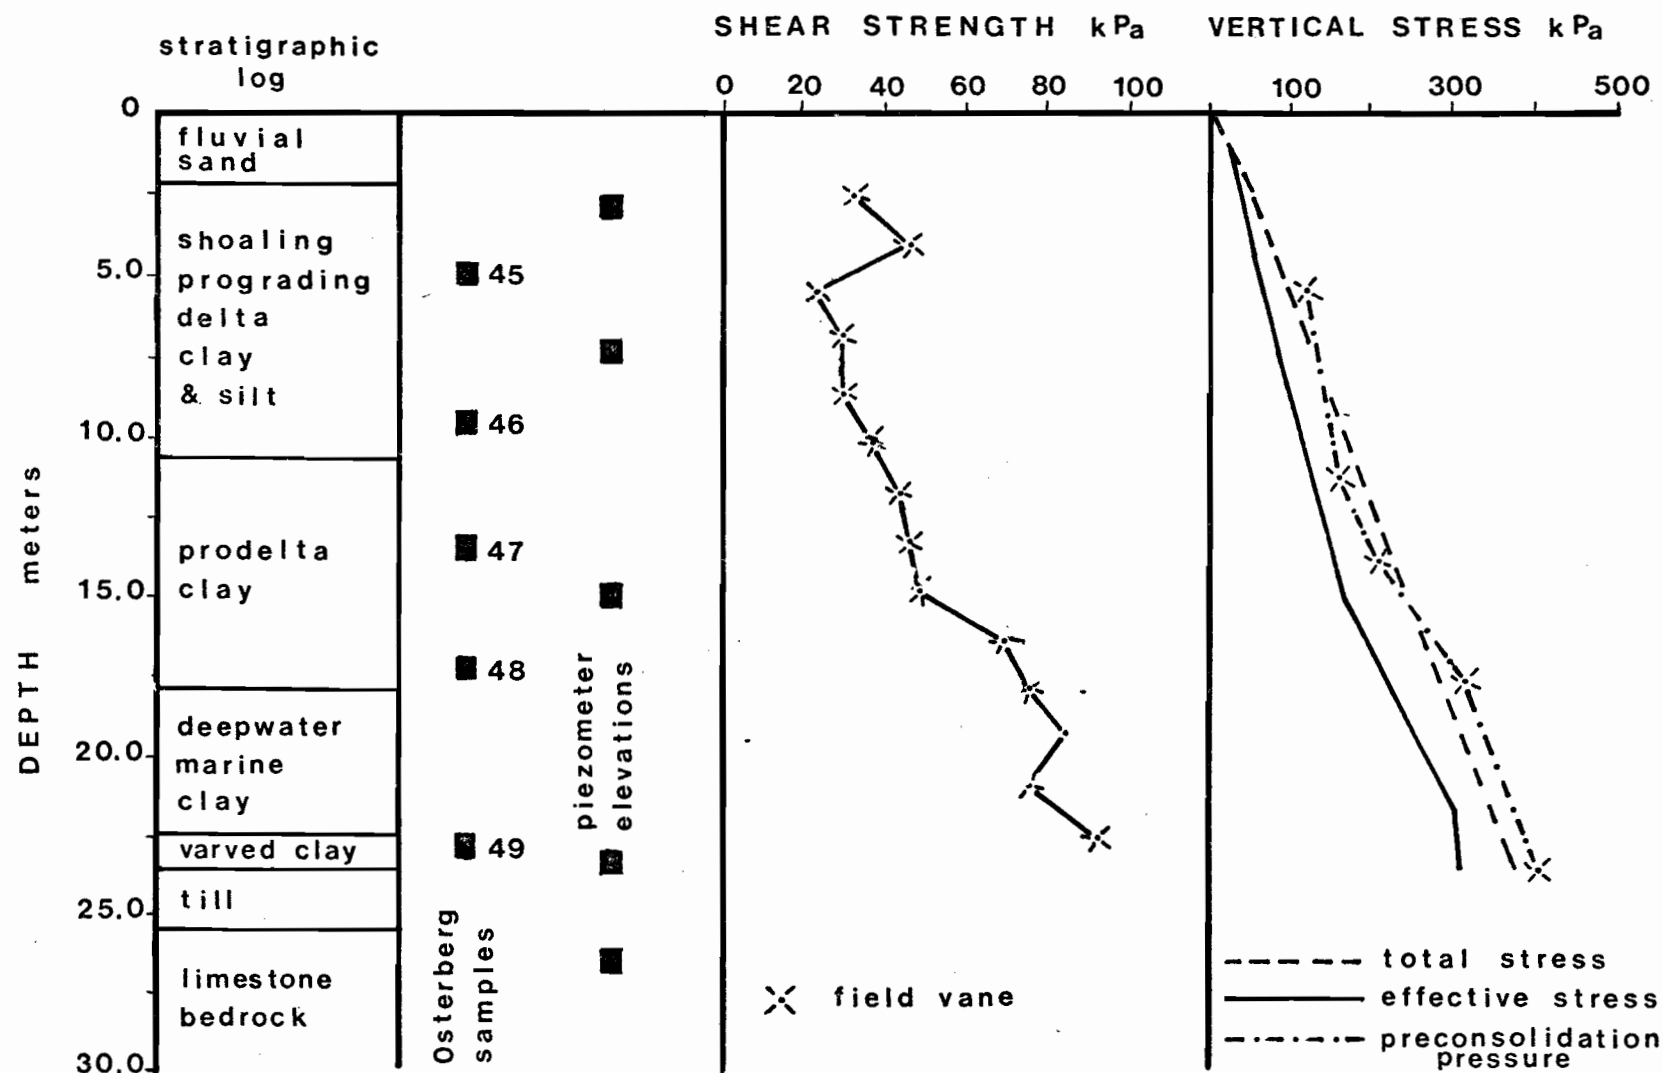 SHEAR STRENGTH kPa
VERTICAL STRESS kPa
stratigraphic
log
0 20 40 60 80 100
100 300 500
0
5.0
10.0
15.0
20.0
25.0
30.0
DEPTH meters
fluvial
sand
shoaling
prograding
delta
clay
& silt
prodelta
clay
deepwater
marine
clay
varved clay
till
limestone
bedrock
45
46
47
48
49
Osterberg
samples
piezometer
elevations
field vane
total stress
effective stress
preconsolidation
pressure